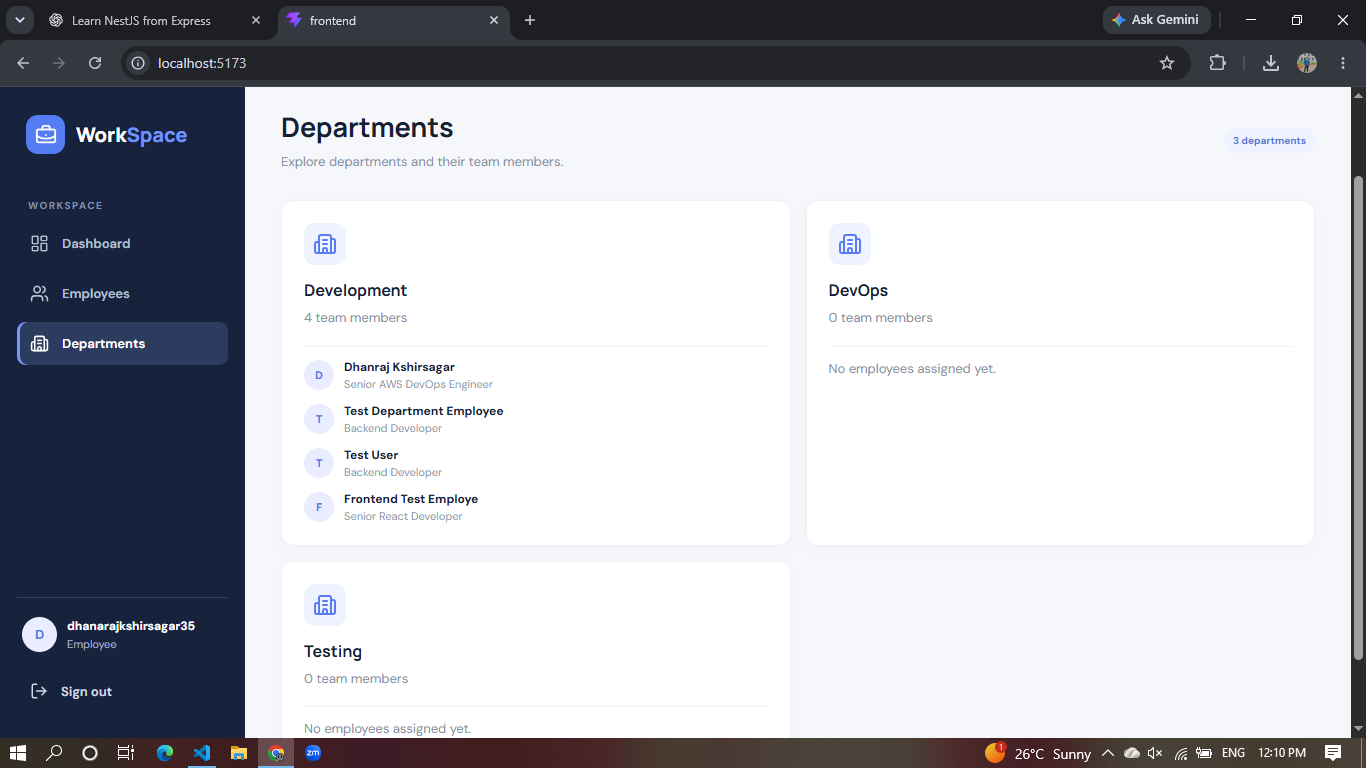 Learn NestJS from Express
frontend
Ask Gemini
localhost:5173
WorkSpace
WORKSPACE
Dashboard
Employees
Departments
D
dhanarajkshirsagar35
Employee
Sign out
Departments
Explore departments and their team members.
3 departments
Development
4 team members
D
Dhanraj Kshirsagar
Senior AWS DevOps Engineer
T
Test Department Employee
Backend Developer
T
Test User
Backend Developer
F
Frontend Test Employe
Senior React Developer
DevOps
0 team members
No employees assigned yet.
Testing
0 team members
No employees assigned yet.
zm
1
26°C Sunny
ENG
12:10 PM